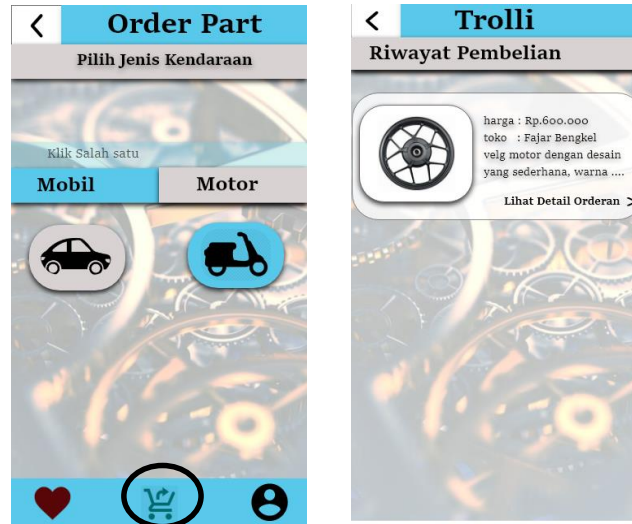 Order Part
Pilih Jenis Kendaraan
Klik Salah satu
Mobil
Motor
Trolli
Riwayat Pembelian
harga : Rp.600.000
toko : Fajar Bengkel
velg motor dengan desain
yang sederhana, warna ....
Lihat Detail Orderan >